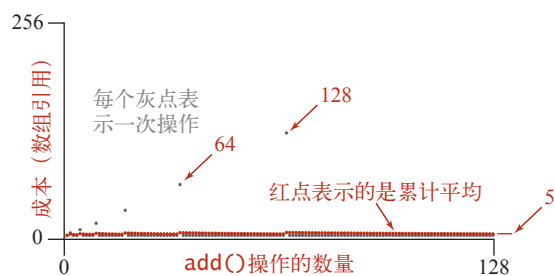 256
成本（数组引用）
每个灰点表
示一次操作
128
64
红点表示的是累计平均
5
0
0
add()操作的数量
128